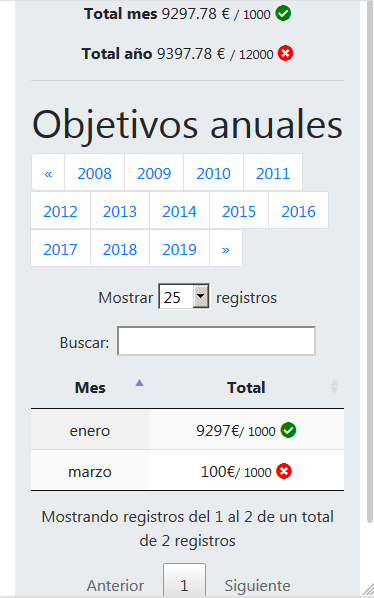 Total mes 9297.78 € / 1000
Total año 9397.78 € / 12000
Objetivos anuales
« 2008 2009 2010 2011
2012 2013 2014 2015 2016
2017 2018 2019 »
Mostrar 25 registros
Buscar:
Mes Total
enero 9297€/ 1000
marzo 100€/ 1000
Mostrando registros del 1 al 2 de un total
de 2 registros
Anterior 1 Siguiente